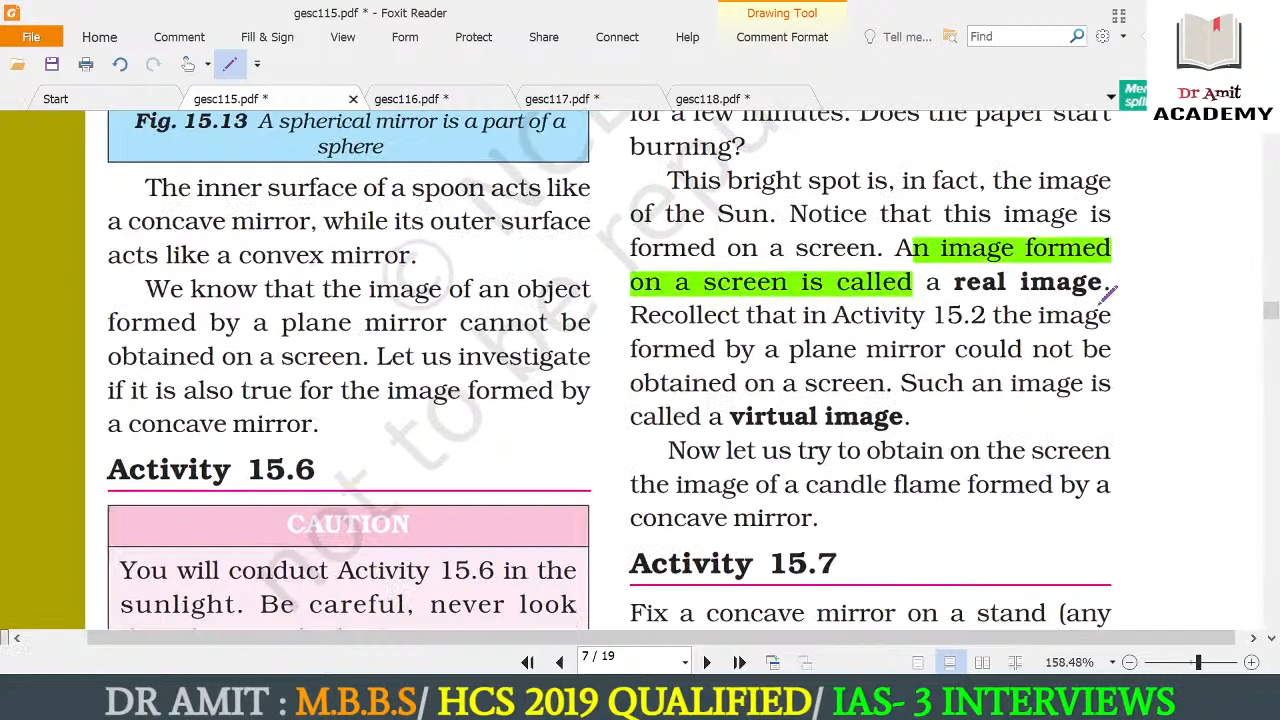 gesc115.pdf * - Foxit Reader
Drawing Tool
File Home Comment Fill & Sign View Form Protect Share Connect Help Comment Format Tell me... Find
Start gesc115.pdf * gesc116.pdf * gesc117.pdf * gesc118.pdf *
Dr Amit
ACADEMY
Fig. 15.13 A spherical mirror is a part of a
sphere
The inner surface of a spoon acts like
a concave mirror, while its outer surface
acts like a convex mirror.
We know that the image of an object
formed by a plane mirror cannot be
obtained on a screen. Let us investigate
if it is also true for the image formed by
a concave mirror.
Activity 15.6
CAUTION
You will conduct Activity 15.6 in the
sunlight. Be careful, never look
for a few minutes. Does the paper start
burning?
This bright spot is, in fact, the image
of the Sun. Notice that this image is
formed on a screen. An image formed
on a screen is called a real image.
Recollect that in Activity 15.2 the image
formed by a plane mirror could not be
obtained on a screen. Such an image is
called a virtual image.
Now let us try to obtain on the screen
the image of a candle flame formed by a
concave mirror.
Activity 15.7
Fix a concave mirror on a stand (any
not to be repu
7 / 19
158.48%
DR AMIT : M.B.B.S/ HCS 2019 QUALIFIED/ IAS- 3 INTERVIEWS